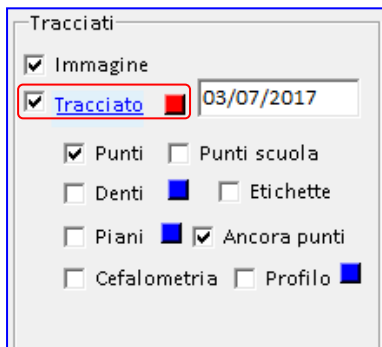 Tracciati
Immagine
Tracciato 03/07/2017
Punti Punti scuola
Denti Etichette
Piani Ancora punti
Cefalometria Profilo